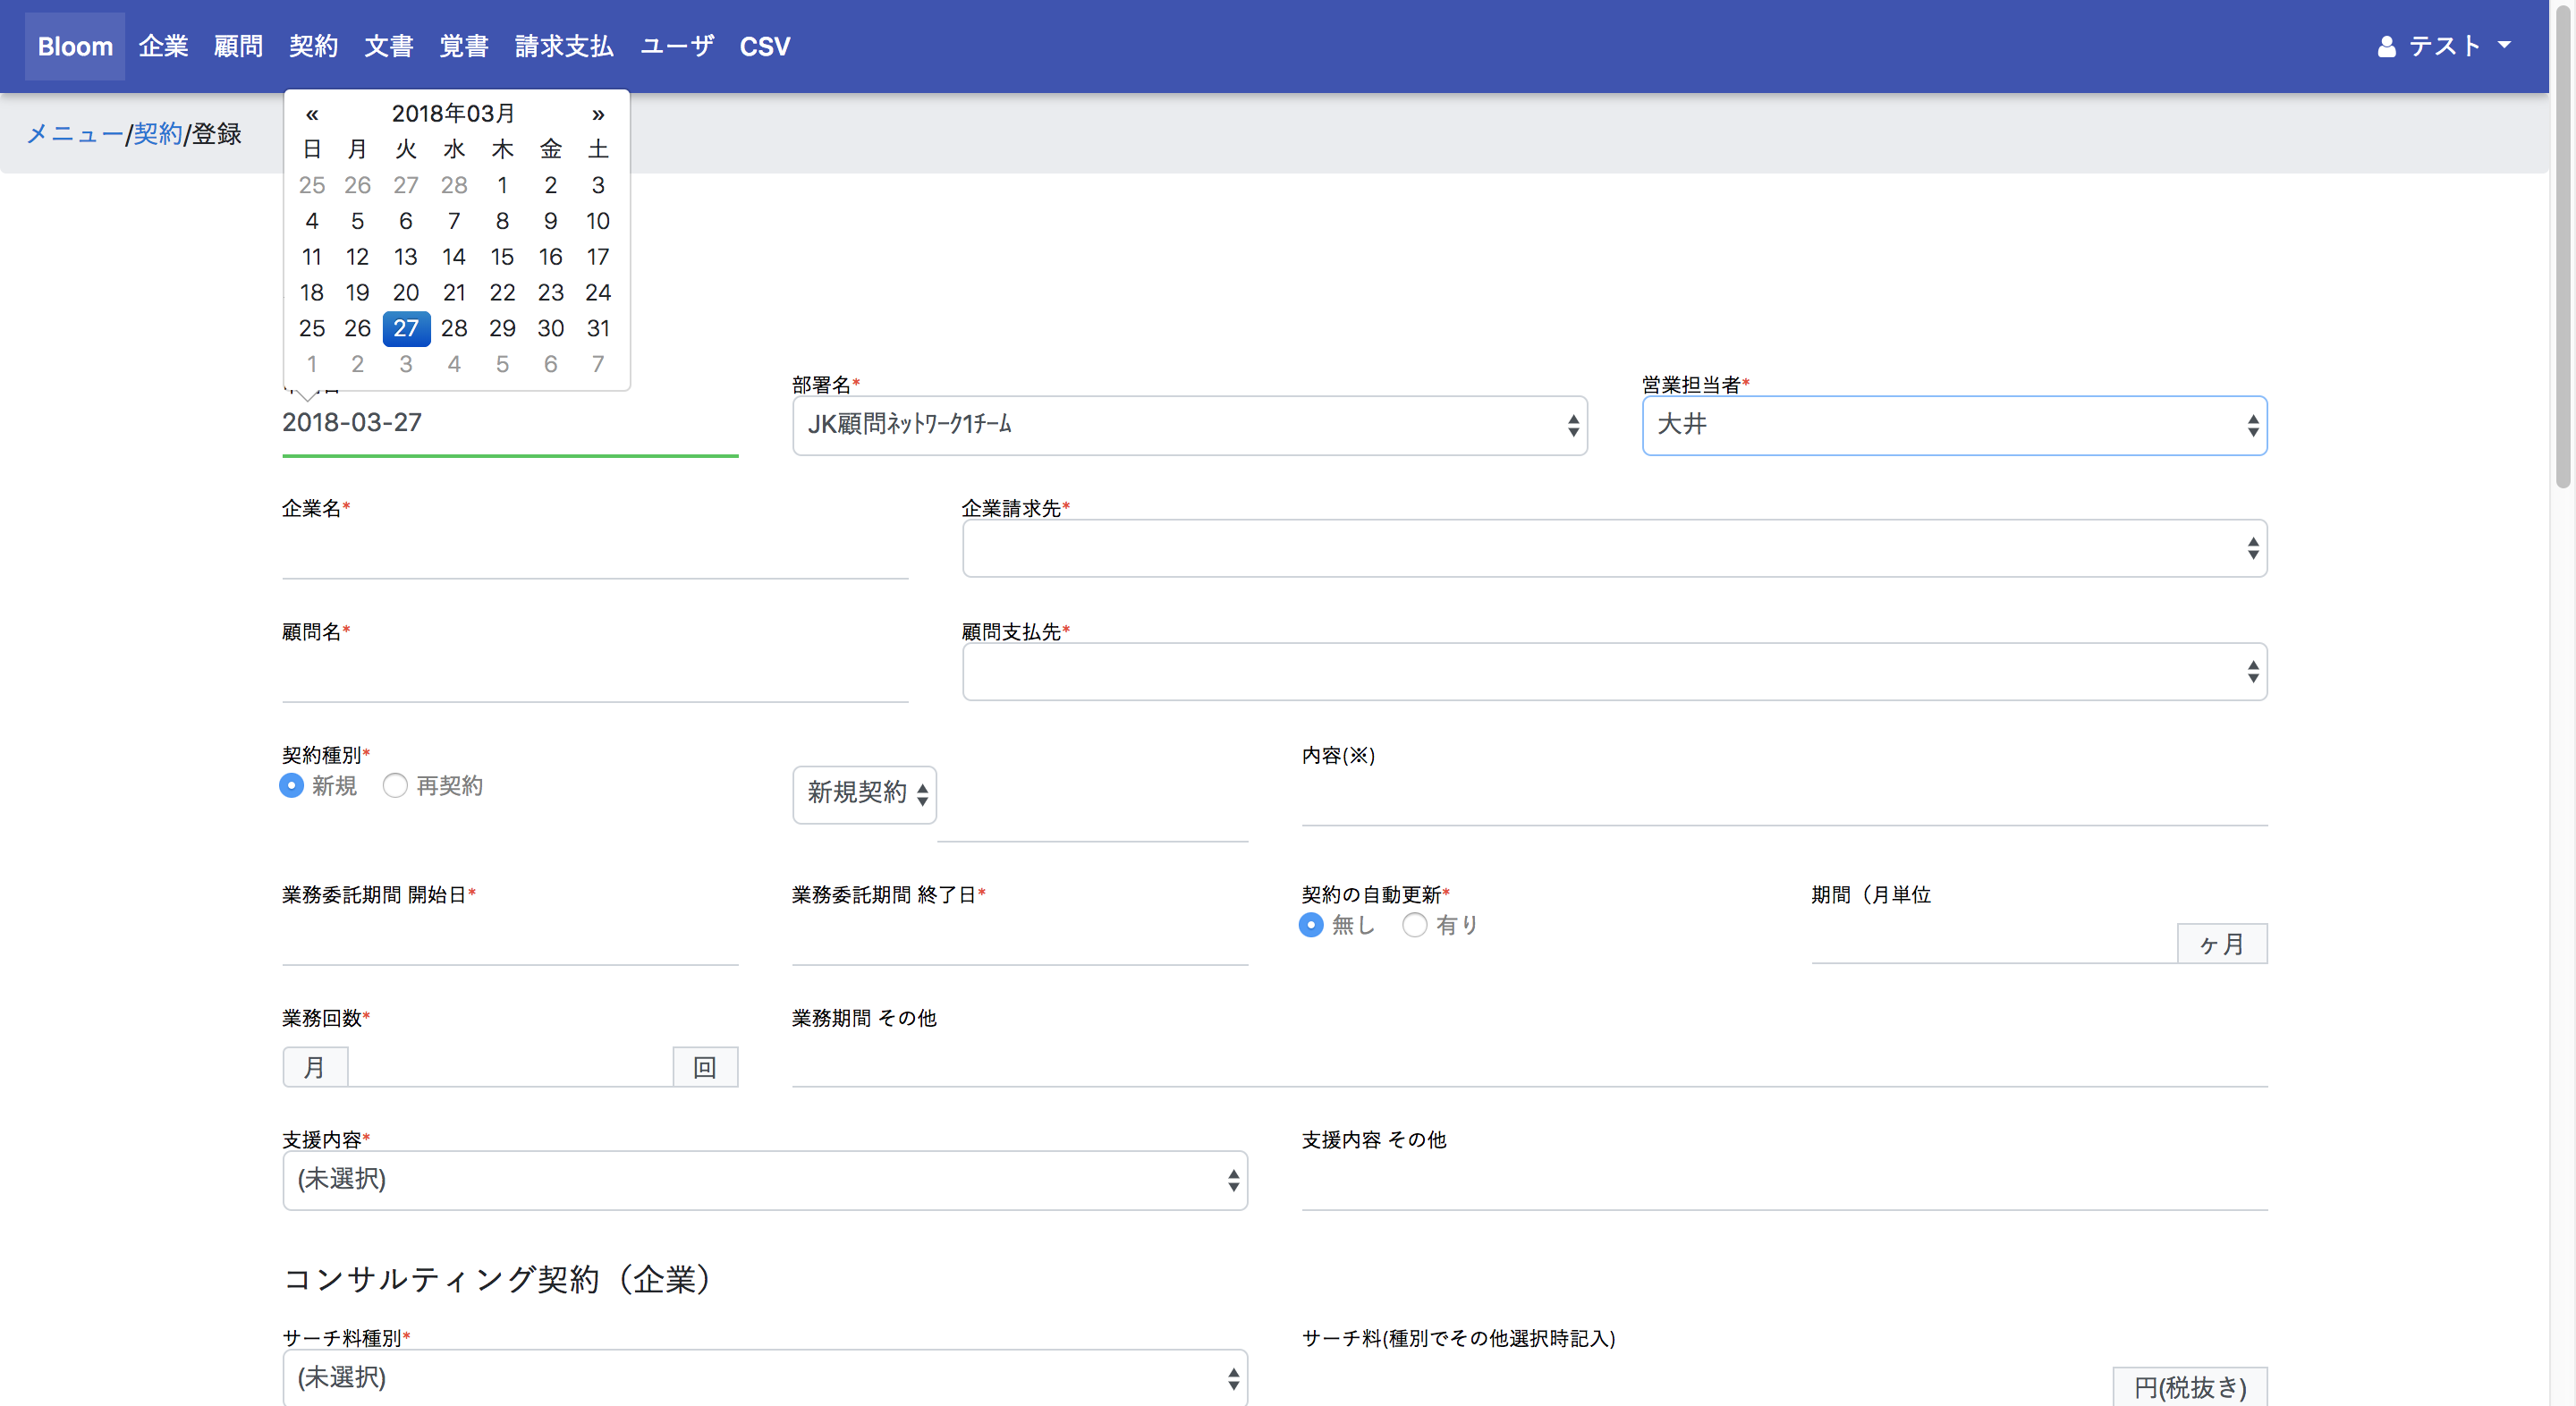 Bloom 企業 顧問 契約 文書 覚書 請求支払 ユーザ CSV テスト
メニュー/契約/登録
« 2018年03月 »
日 月 火 水 木 金 土
25 26 27 28 1 2 3
4 5 6 7 8 9 10
11 12 13 14 15 16 17
18 19 20 21 22 23 24
25 26 27 28 29 30 31
1 2 3 4 5 6 7
部署名* 営業担当者*
2018-03-27 JK顧問ﾈｯﾄﾜｰｸ1ﾁｰﾑ 大井
企業名* 企業請求先*
顧問名* 顧問支払先*
契約種別* 内容(※)
新規 再契約 新規契約
業務委託期間 開始日* 業務委託期間 終了日* 契約の自動更新* 期間（月単位
無し 有り ヶ月
業務回数* 業務期間 その他
月 回
支援内容* 支援内容 その他
(未選択)
コンサルティング契約（企業）
サーチ料種別* サーチ料(種別でその他選択時記入)
(未選択) 円(税抜き)